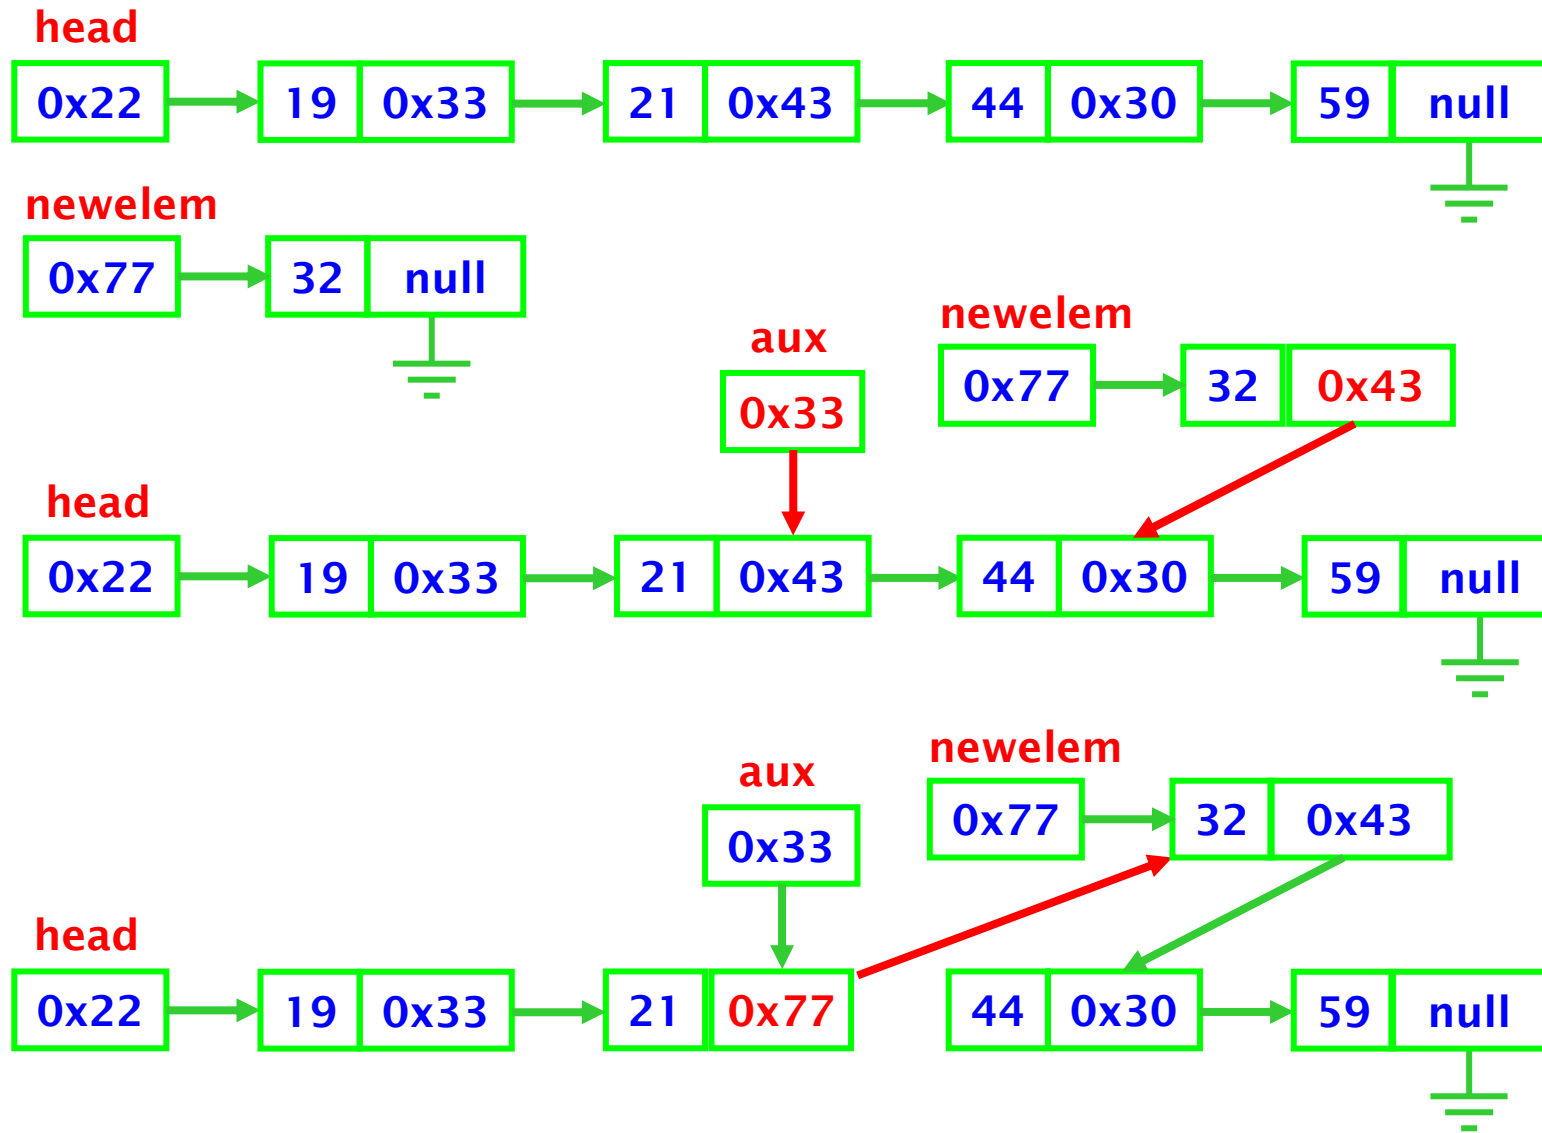 head
0x22 19 0x33 21 0x43 44 0x30 59 null
newelem
0x77 32 null
newelem
aux
0x77 32 0x43
0x33
head
0x22 19 0x33 21 0x43 44 0x30 59 null
newelem
aux
0x77 32 0x43
0x33
head
0x22 19 0x33 21 0x77 44 0x30 59 null